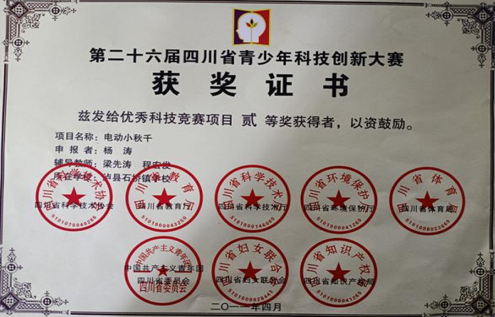 第二十六届四川省青少年科技创新大赛
获奖证书
兹发给优秀科技竞赛项目 贰 等奖获得者，以资鼓励。
项目名称：电动小秋千
申报者：杨涛
辅导教师：梁先涛 程宏世
所在学校：泸县石桥镇学校
四川省科学技术协会 四川省教育厅 四川省科学技术厅 四川省环境保护厅 四川省体育局
中国共产主义青年团
四川省委员会 四川省妇女联合会 四川省知识产权局
二〇一一年四月